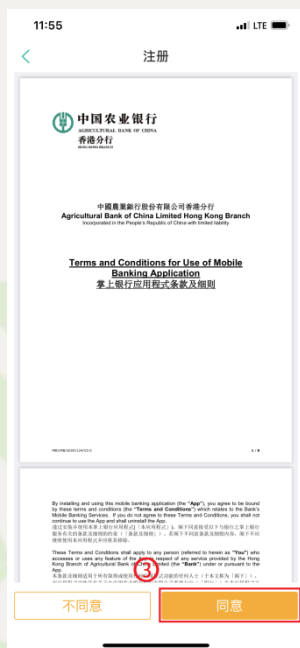 11:55
LTE
注册
中国农业银行
AGRICULTURAL BANK OF CHINA
香港分行
HONG KONG BRANCH
中國農業銀行股份有限公司香港分行
Agricultural Bank of China Limited Hong Kong Branch
Incorporated in the People's Republic of China with limited liability
Terms and Conditions for Use of Mobile
Banking Application
掌上银行应用程式条款及细则
By installing and using this mobile banking application (the "App"), you agree to be bound
by these terms and conditions (the "Terms and Conditions") which relates to the Bank's
Mobile Banking Services. If you do not agree to these Terms and Conditions, you shall not
continue to use the App and shall uninstall the App.
These Terms and Conditions shall apply to any person (referred to herein as "You") who
accesses or uses any feature of the App in respect of any service provided by the Hong
Kong Branch of Agricultural Bank of China Limited (the "Bank") under or pursuant to the
App.
③
不同意
同意